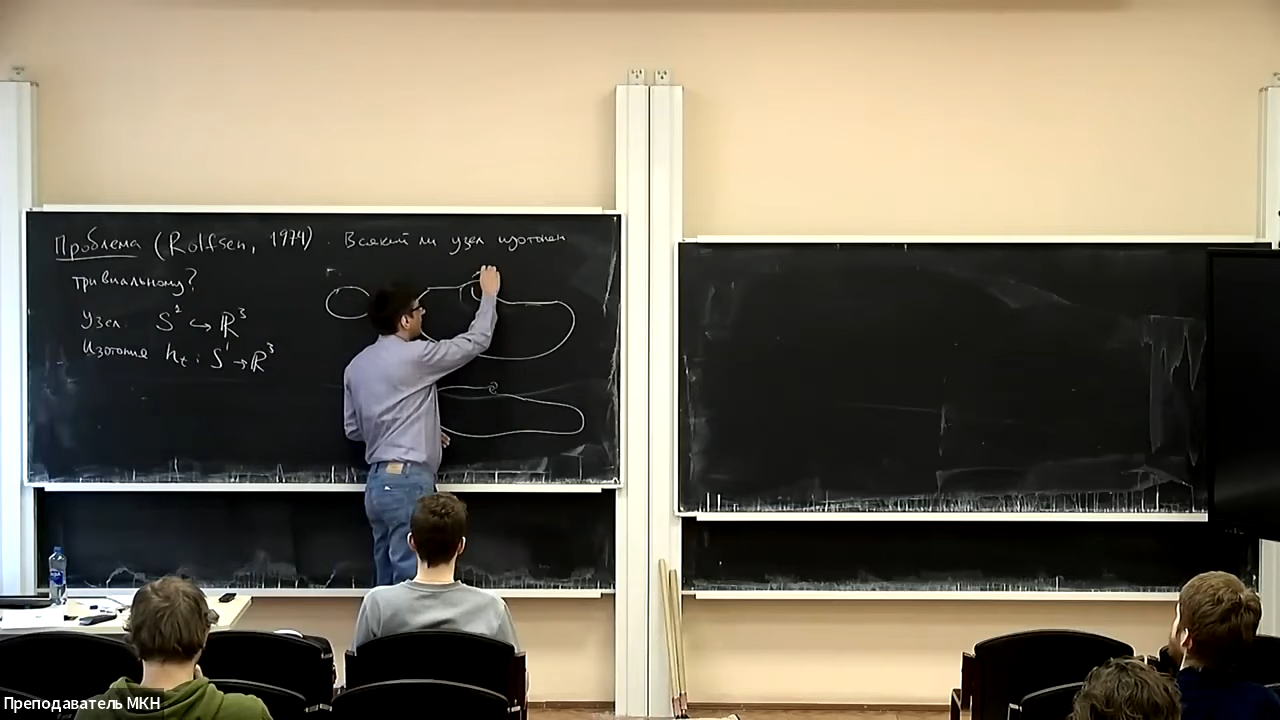 Проблема (Rolfsen, 1974). Всякий ли узел изотопен
тривиальному?
Узел. S¹ ↪ ℝ³
Изотопия hₜ : S¹ → ℝ³
Преподаватель МКН